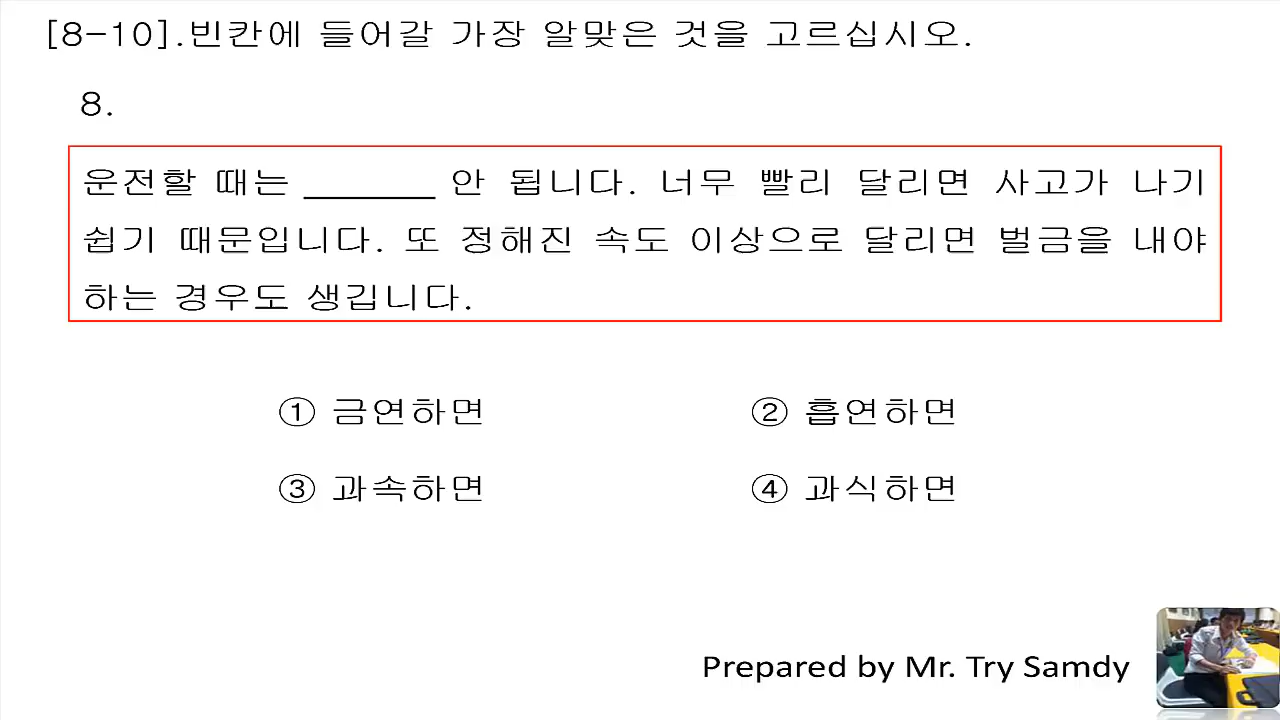 [8-10].빈칸에 들어갈 가장 알맞은 것을 고르십시오.
8.
운전할 때는 _______ 안 됩니다. 너무 빨리 달리면 사고가 나기
쉽기 때문입니다. 또 정해진 속도 이상으로 달리면 벌금을 내야
하는 경우도 생깁니다.
① 금연하면 ② 흡연하면
③ 과속하면 ④ 과식하면
Prepared by Mr. Try Samdy